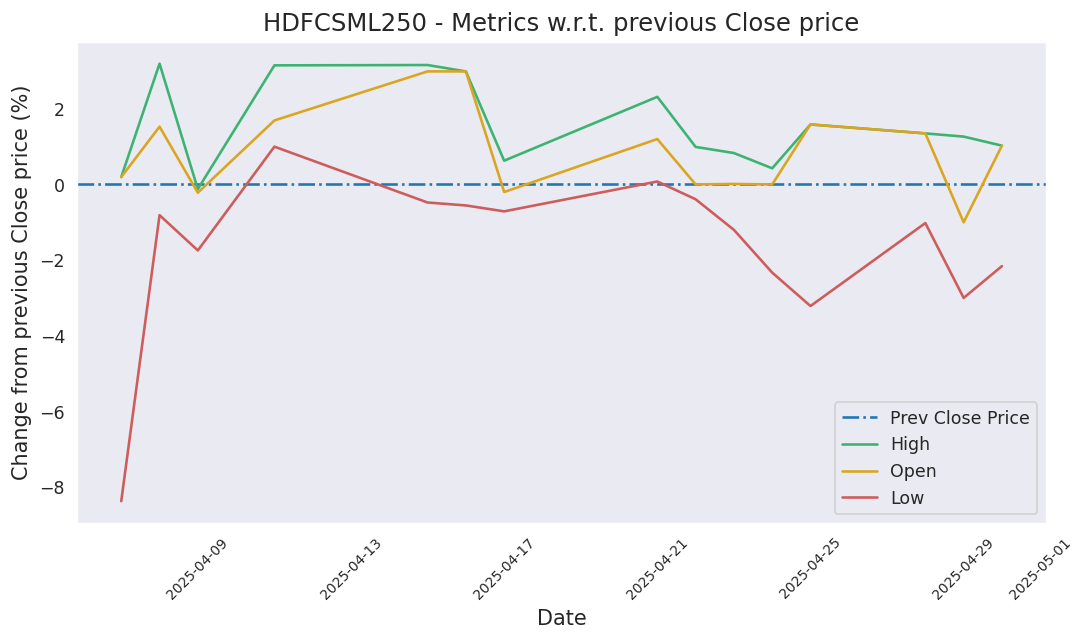 HDFCSML250 - Metrics w.r.t. previous Close price
Change from previous Close price (%)
2
0
−2
−4
−6
−8
Prev Close Price
High
Open
Low
2025-04-09
2025-04-13
2025-04-17
2025-04-21
2025-04-25
2025-04-29
2025-05-01
Date